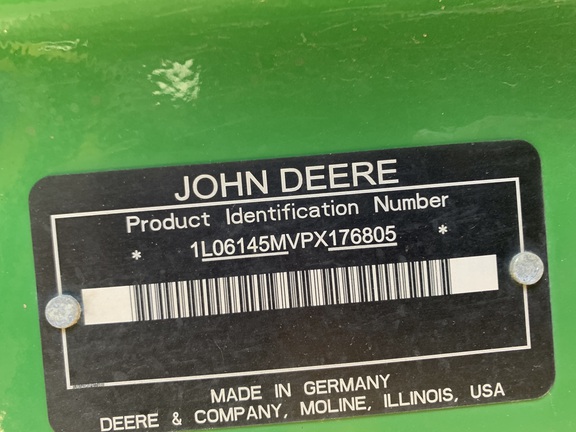 JOHN DEERE
Product Identification Number
* 1L06145MVPX176805 *
MADE IN GERMANY
DEERE & COMPANY, MOLINE, ILLINOIS, USA